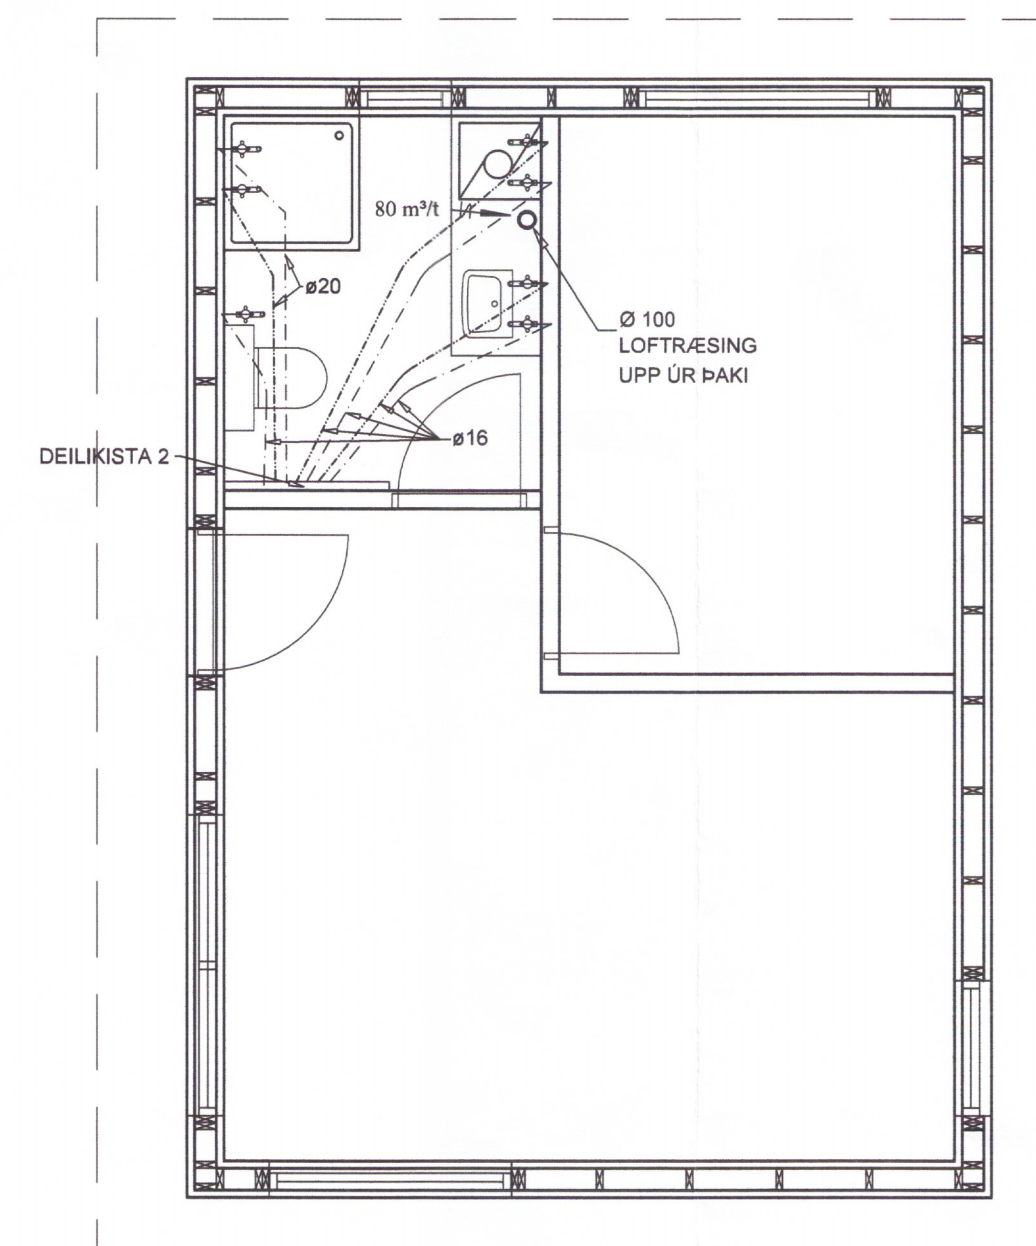 80 m³/t
ø20
Ø 100
LOFTRÆSING
UPP ÚR ÞAKI
ø16
DEILIKISTA 2